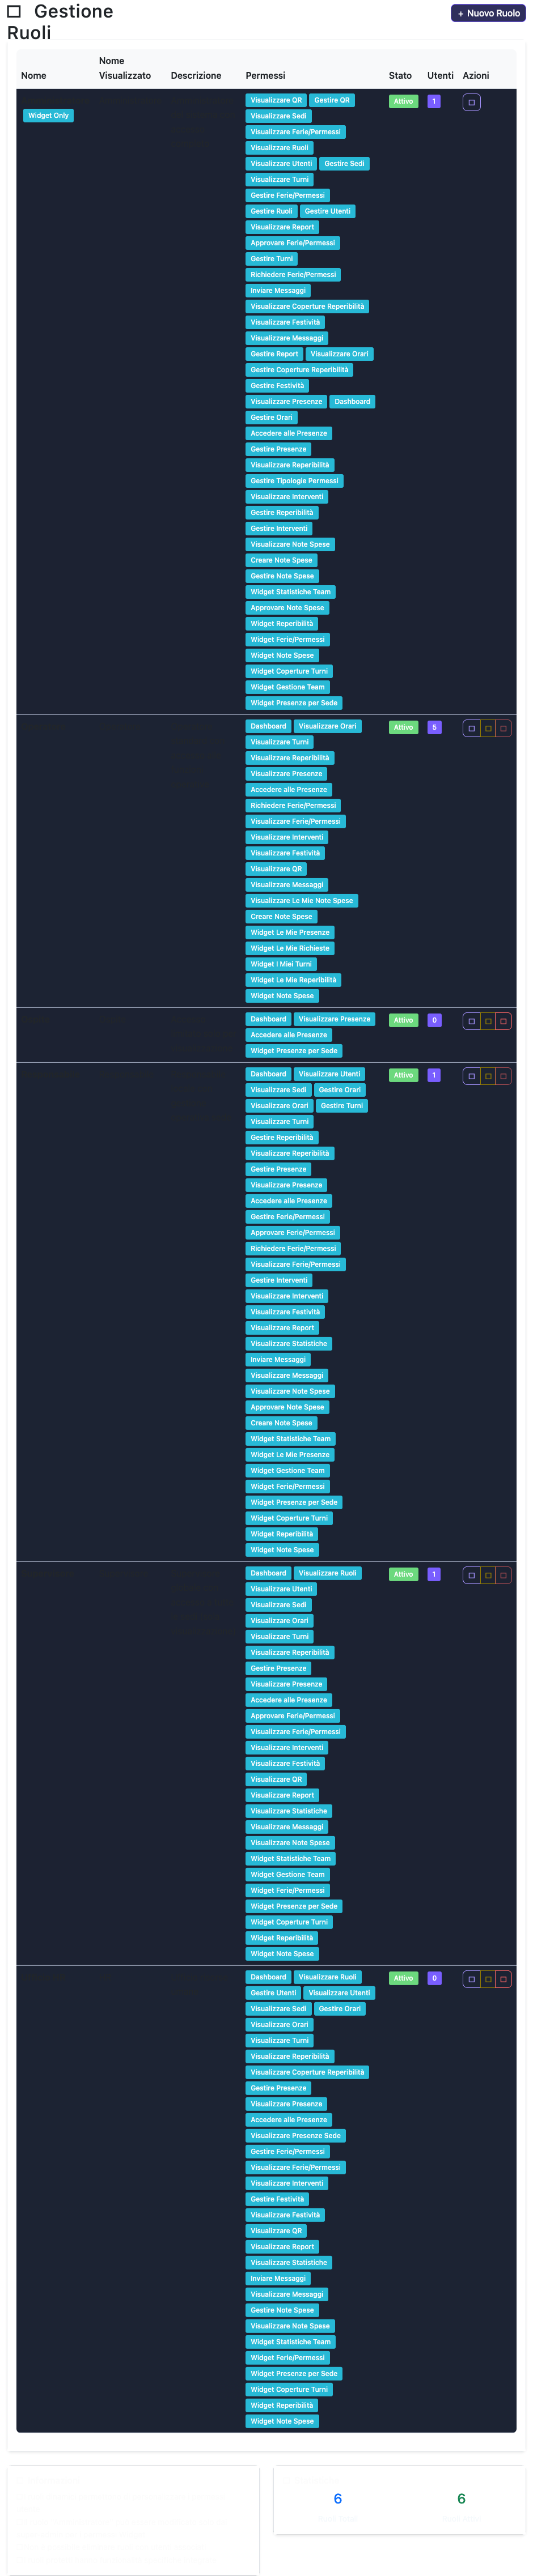 Gestione
Ruoli
+ Nuovo Ruolo
Nome
Nome Visualizzato
Descrizione
Permessi
Stato
Utenti
Azioni
Widget Only
Visualizzare QR Gestire QR
Visualizzare Sedi
Visualizzare Ferie/Permessi
Visualizzare Ruoli
Visualizzare Utenti Gestire Sedi
Visualizzare Turni
Gestire Ferie/Permessi
Gestire Ruoli Gestire Utenti
Visualizzare Report
Approvare Ferie/Permessi
Gestire Turni
Richiedere Ferie/Permessi
Inviare Messaggi
Visualizzare Coperture Reperibilità
Visualizzare Festività
Visualizzare Messaggi
Gestire Report Visualizzare Orari
Gestire Coperture Reperibilità
Gestire Festività
Visualizzare Presenze Dashboard
Gestire Orari
Accedere alle Presenze
Gestire Presenze
Visualizzare Reperibilità
Gestire Tipologie Permessi
Visualizzare Interventi
Gestire Reperibilità
Gestire Interventi
Visualizzare Note Spese
Creare Note Spese
Gestire Note Spese
Widget Statistiche Team
Approvare Note Spese
Widget Reperibilità
Widget Ferie/Permessi
Widget Note Spese
Widget Coperture Turni
Widget Gestione Team
Widget Presenze per Sede
Attivo
1
Dashboard Visualizzare Orari
Visualizzare Turni
Visualizzare Reperibilità
Visualizzare Presenze
Accedere alle Presenze
Richiedere Ferie/Permessi
Visualizzare Ferie/Permessi
Visualizzare Interventi
Visualizzare Festività
Visualizzare QR
Visualizzare Messaggi
Visualizzare Le Mie Note Spese
Creare Note Spese
Widget Le Mie Presenze
Widget Le Mie Richieste
Widget I Miei Turni
Widget Le Mie Reperibilità
Widget Note Spese
Attivo
5
Dashboard Visualizzare Presenze
Accedere alle Presenze
Widget Presenze per Sede
Attivo
0
Dashboard Visualizzare Utenti
Visualizzare Sedi Gestire Orari
Visualizzare Orari Gestire Turni
Visualizzare Turni
Gestire Reperibilità
Visualizzare Reperibilità
Gestire Presenze
Visualizzare Presenze
Accedere alle Presenze
Gestire Ferie/Permessi
Approvare Ferie/Permessi
Richiedere Ferie/Permessi
Visualizzare Ferie/Permessi
Gestire Interventi
Visualizzare Interventi
Visualizzare Festività
Visualizzare Report
Visualizzare Statistiche
Inviare Messaggi
Visualizzare Messaggi
Visualizzare Note Spese
Approvare Note Spese
Creare Note Spese
Widget Statistiche Team
Widget Le Mie Presenze
Widget Gestione Team
Widget Ferie/Permessi
Widget Presenze per Sede
Widget Coperture Turni
Widget Reperibilità
Widget Note Spese
Attivo
1
Dashboard Visualizzare Ruoli
Visualizzare Utenti
Visualizzare Sedi
Visualizzare Orari
Visualizzare Turni
Visualizzare Reperibilità
Gestire Presenze
Visualizzare Presenze
Accedere alle Presenze
Approvare Ferie/Permessi
Visualizzare Ferie/Permessi
Visualizzare Interventi
Visualizzare Festività
Visualizzare QR
Visualizzare Report
Visualizzare Statistiche
Visualizzare Messaggi
Visualizzare Note Spese
Widget Statistiche Team
Widget Gestione Team
Widget Ferie/Permessi
Widget Presenze per Sede
Widget Coperture Turni
Widget Reperibilità
Widget Note Spese
Attivo
1
Dashboard Visualizzare Ruoli
Gestire Utenti Visualizzare Utenti
Visualizzare Sedi Gestire Orari
Visualizzare Orari
Visualizzare Turni
Visualizzare Reperibilità
Visualizzare Coperture Reperibilità
Gestire Presenze
Visualizzare Presenze
Accedere alle Presenze
Visualizzare Presenze Sede
Gestire Ferie/Permessi
Visualizzare Ferie/Permessi
Visualizzare Interventi
Gestire Festività
Visualizzare Festività
Visualizzare QR
Visualizzare Report
Visualizzare Statistiche
Inviare Messaggi
Visualizzare Messaggi
Gestire Note Spese
Visualizzare Note Spese
Widget Statistiche Team
Widget Ferie/Permessi
Widget Presenze per Sede
Widget Coperture Turni
Widget Reperibilità
Widget Note Spese
Attivo
0
6
6